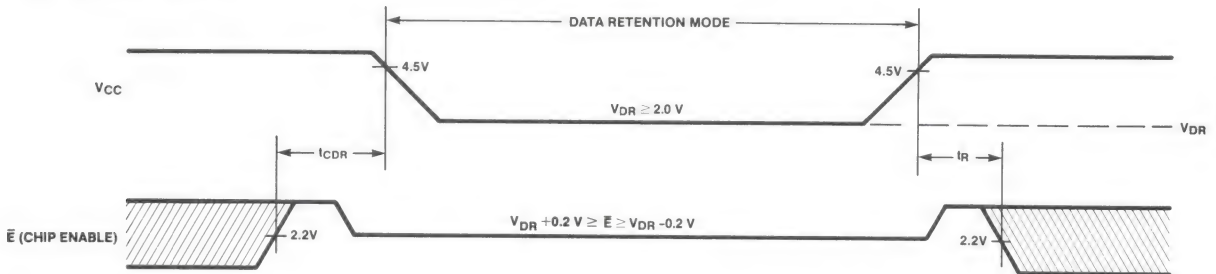 DATA RETENTION MODE
4.5V
4.5V
VCC
VDR ≥ 2.0 V
VDR
tCDR
tR
VDR +0.2 V ≥ E̅ ≥ VDR -0.2 V
E̅ (CHIP ENABLE)
2.2V
2.2V